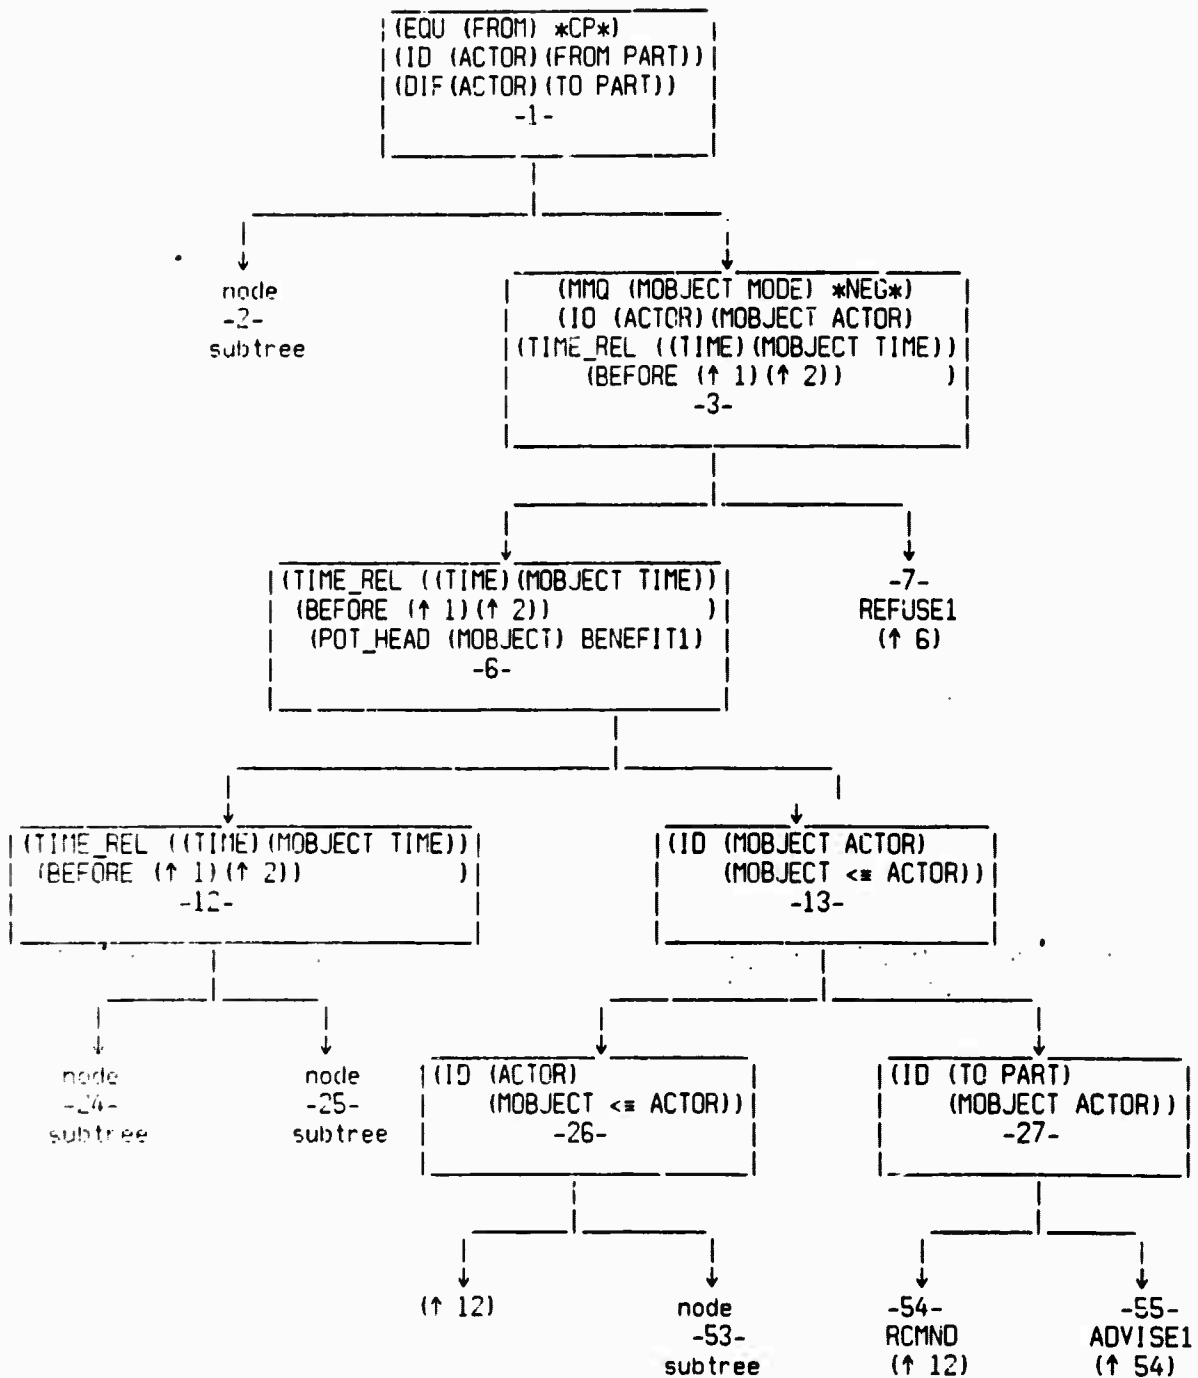 (EQU (FROM) *CP*)
(ID (ACTOR)(FROM PART))
(DIF(ACTOR)(TO PART))
-1-
node
-2-
subtree
(MMQ (MOBJECT MODE) *NEG*)
(ID (ACTOR)(MOBJECT ACTOR)
(TIME_REL ((TIME)(MOBJECT TIME))
(BEFORE (↑ 1)(↑ 2)) )
-3-
(TIME_REL ((TIME)(MOBJECT TIME))
(BEFORE (↑ 1)(↑ 2)) )
(POT_HEAD (MOBJECT) BENEFIT1)
-6-
-7-
REFUSE1
(↑ 6)
(TIME_REL ((TIME)(MOBJECT TIME))
(BEFORE (↑ 1)(↑ 2)) )
-12-
(ID (MOBJECT ACTOR)
(MOBJECT <≡ ACTOR))
-13-
node
-24-
subtree
node
-25-
subtree
(ID (ACTOR)
(MOBJECT <≡ ACTOR))
-26-
(ID (TO PART)
(MOBJECT ACTOR))
-27-
(↑ 12)
node
-53-
subtree
-54-
RCMND
(↑ 12)
-55-
ADVISE1
(↑ 54)